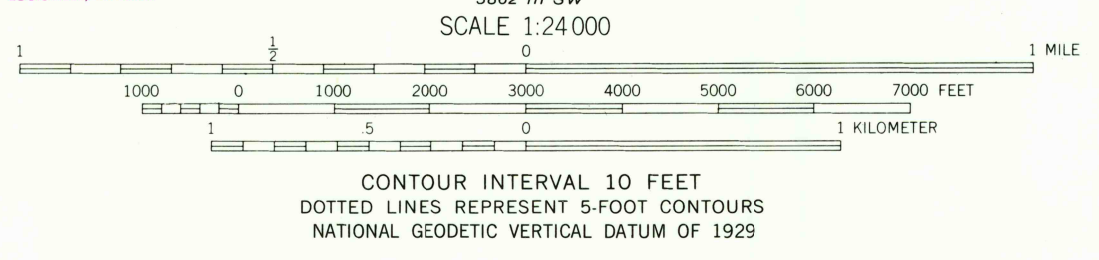 SCALE 1:24 000
1 1/2 0 1 MILE
1000 0 1000 2000 3000 4000 5000 6000 7000 FEET
1 .5 0 1 KILOMETER
CONTOUR INTERVAL 10 FEET
DOTTED LINES REPRESENT 5-FOOT CONTOURS
NATIONAL GEODETIC VERTICAL DATUM OF 1929